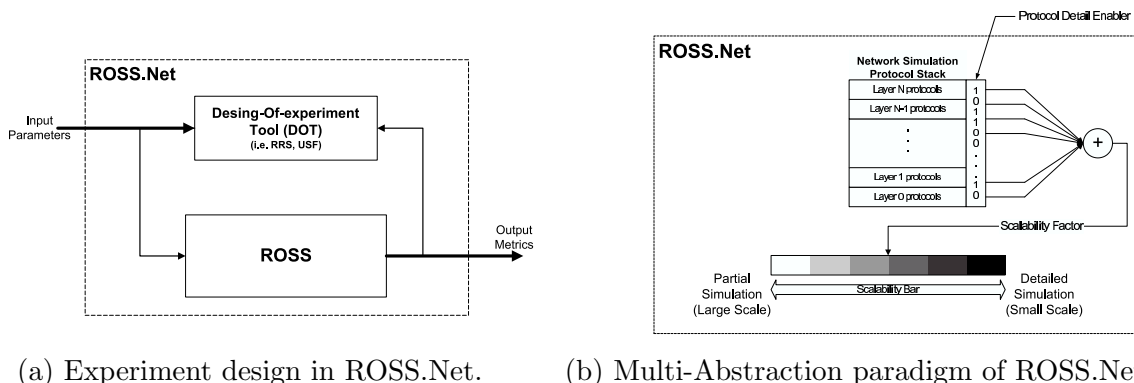 ROSS.Net
Input
Parameters
Desing-Of-experiment
Tool (DOT)
(i.e. RRS, USF)
ROSS
Output
Metrics
(a) Experiment design in ROSS.Net.
Protocol Detail Enabler
ROSS.Net
Network Simulation
Protocol Stack
Layer N protocols
Layer N-1 protocols
.
.
.
Layer 1 protocols
Layer 0 protocols
1
0
1
1
0
0
.
.
.
1
0
+
Scalability Factor
Partial
Simulation
(Large Scale)
Scalability Bar
Detailed
Simulation
(Small Scale)
(b) Multi-Abstraction paradigm of ROSS.Ne